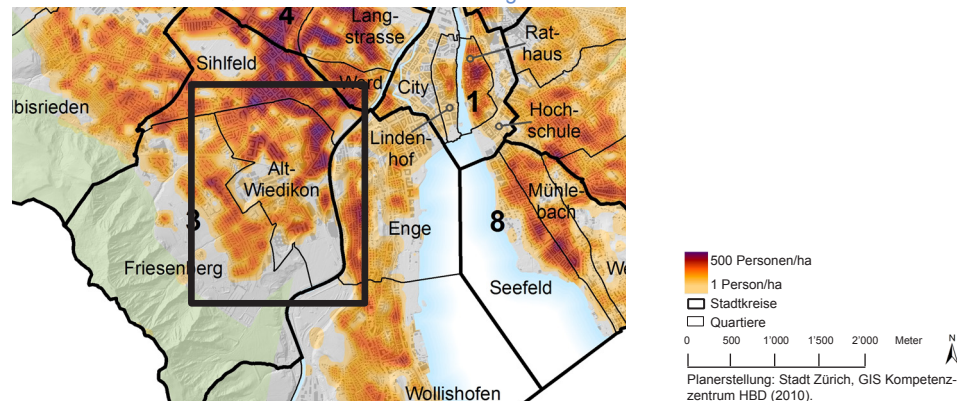 4
Lang-
strasse
Rat-
haus
Sihlfeld
Werd
City
1
lbisrieden
Hoch-
schule
Linden-
hof
Alt-
Wiedikon
Mühle-
bach
3
Enge
8
Friesenberg
We
Seefeld
Wollishofen
500 Personen/ha
1 Person/ha
Stadtkreise
Quartiere
0 500 1'000 1'500 2'000 Meter N
Planerstellung: Stadt Zürich, GIS Kompetenz-
zentrum HBD (2010).